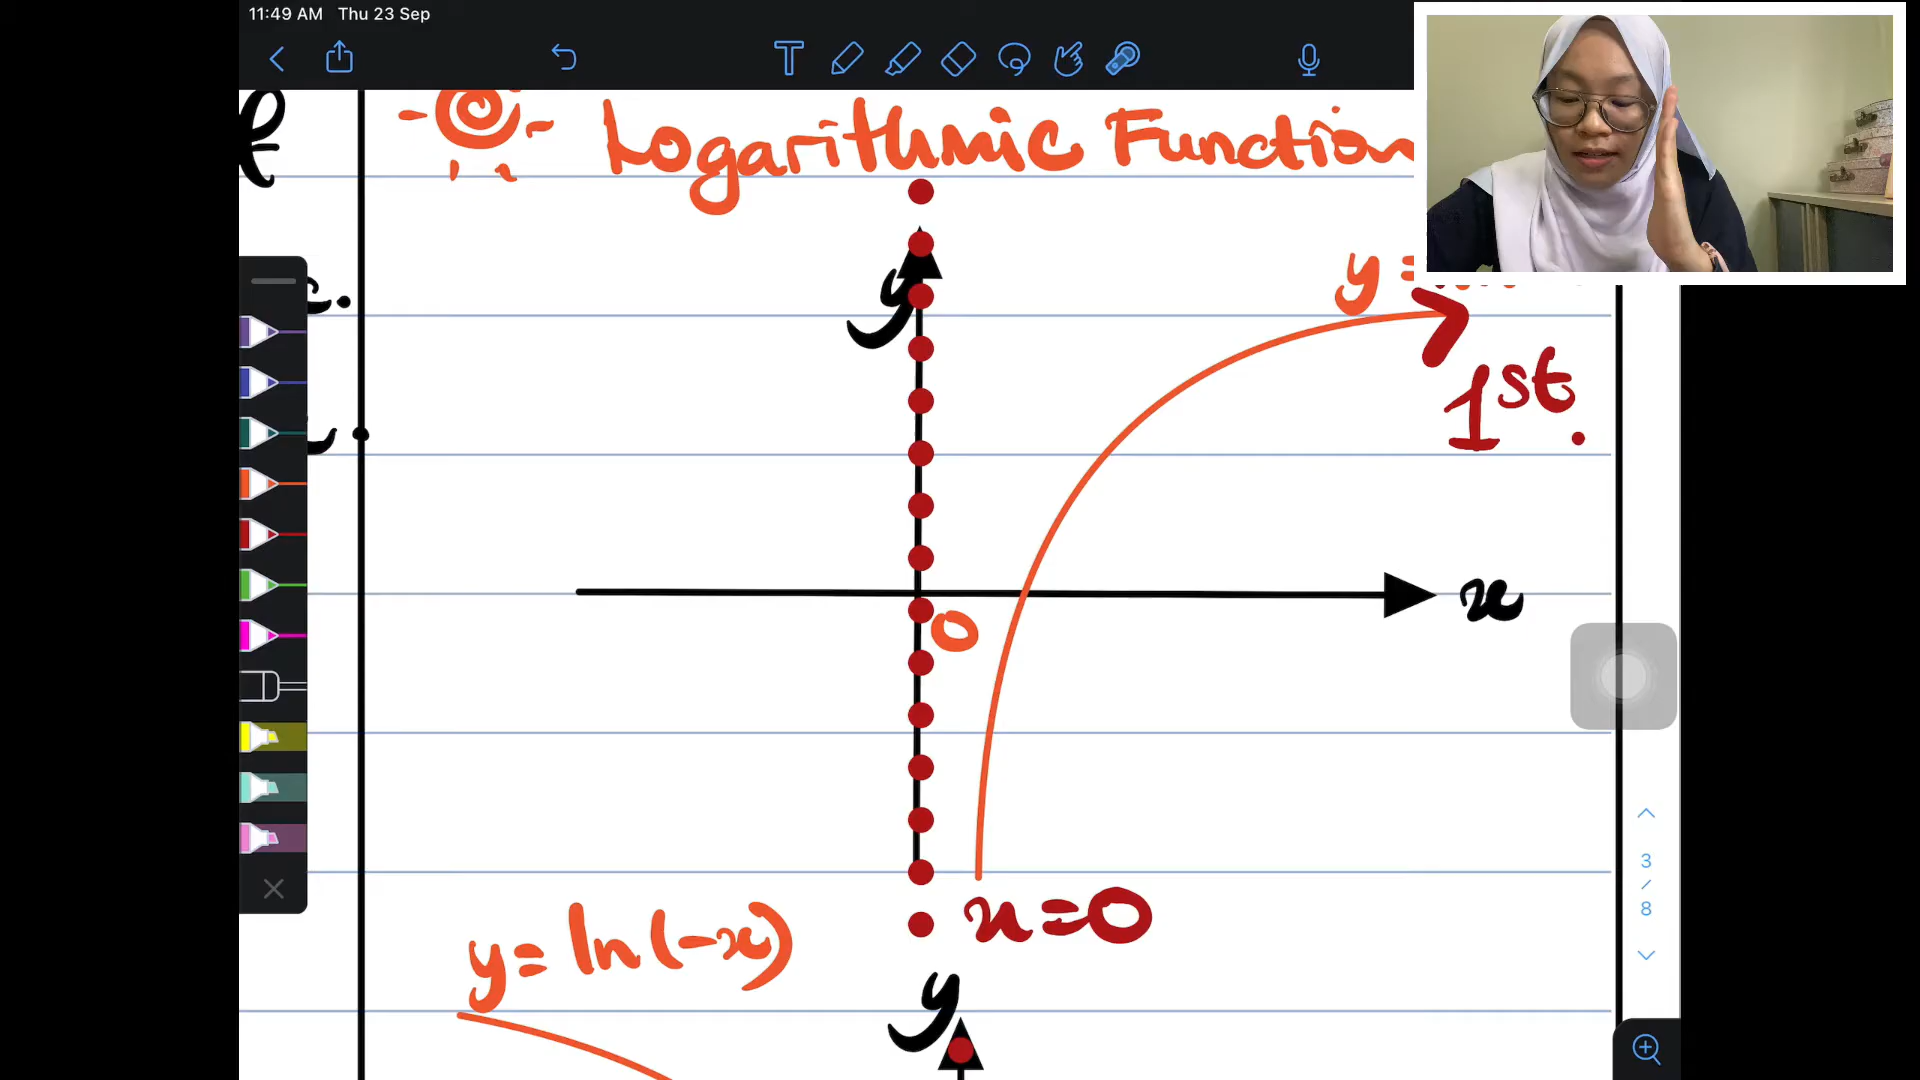 11:49 AM Thu 23 Sep
Logarithmic Function
y
y =
1st.
x
0
x=0
y= ln(-x)
y
3
/
8